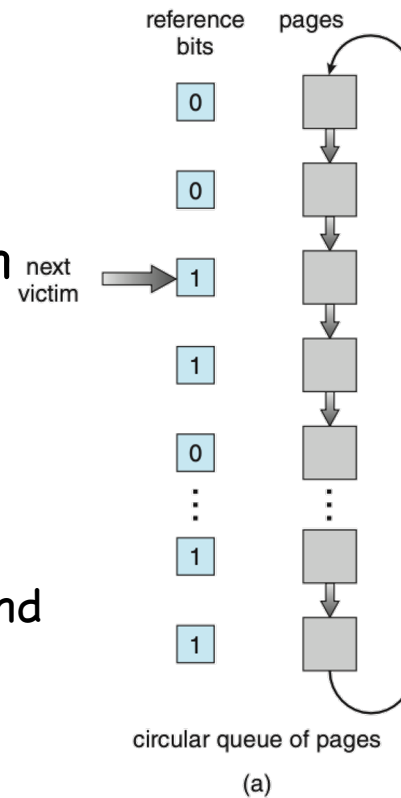 reference bits
pages
0
0
next victim
1
1
0
1
1
nd
circular queue of pages
(a)